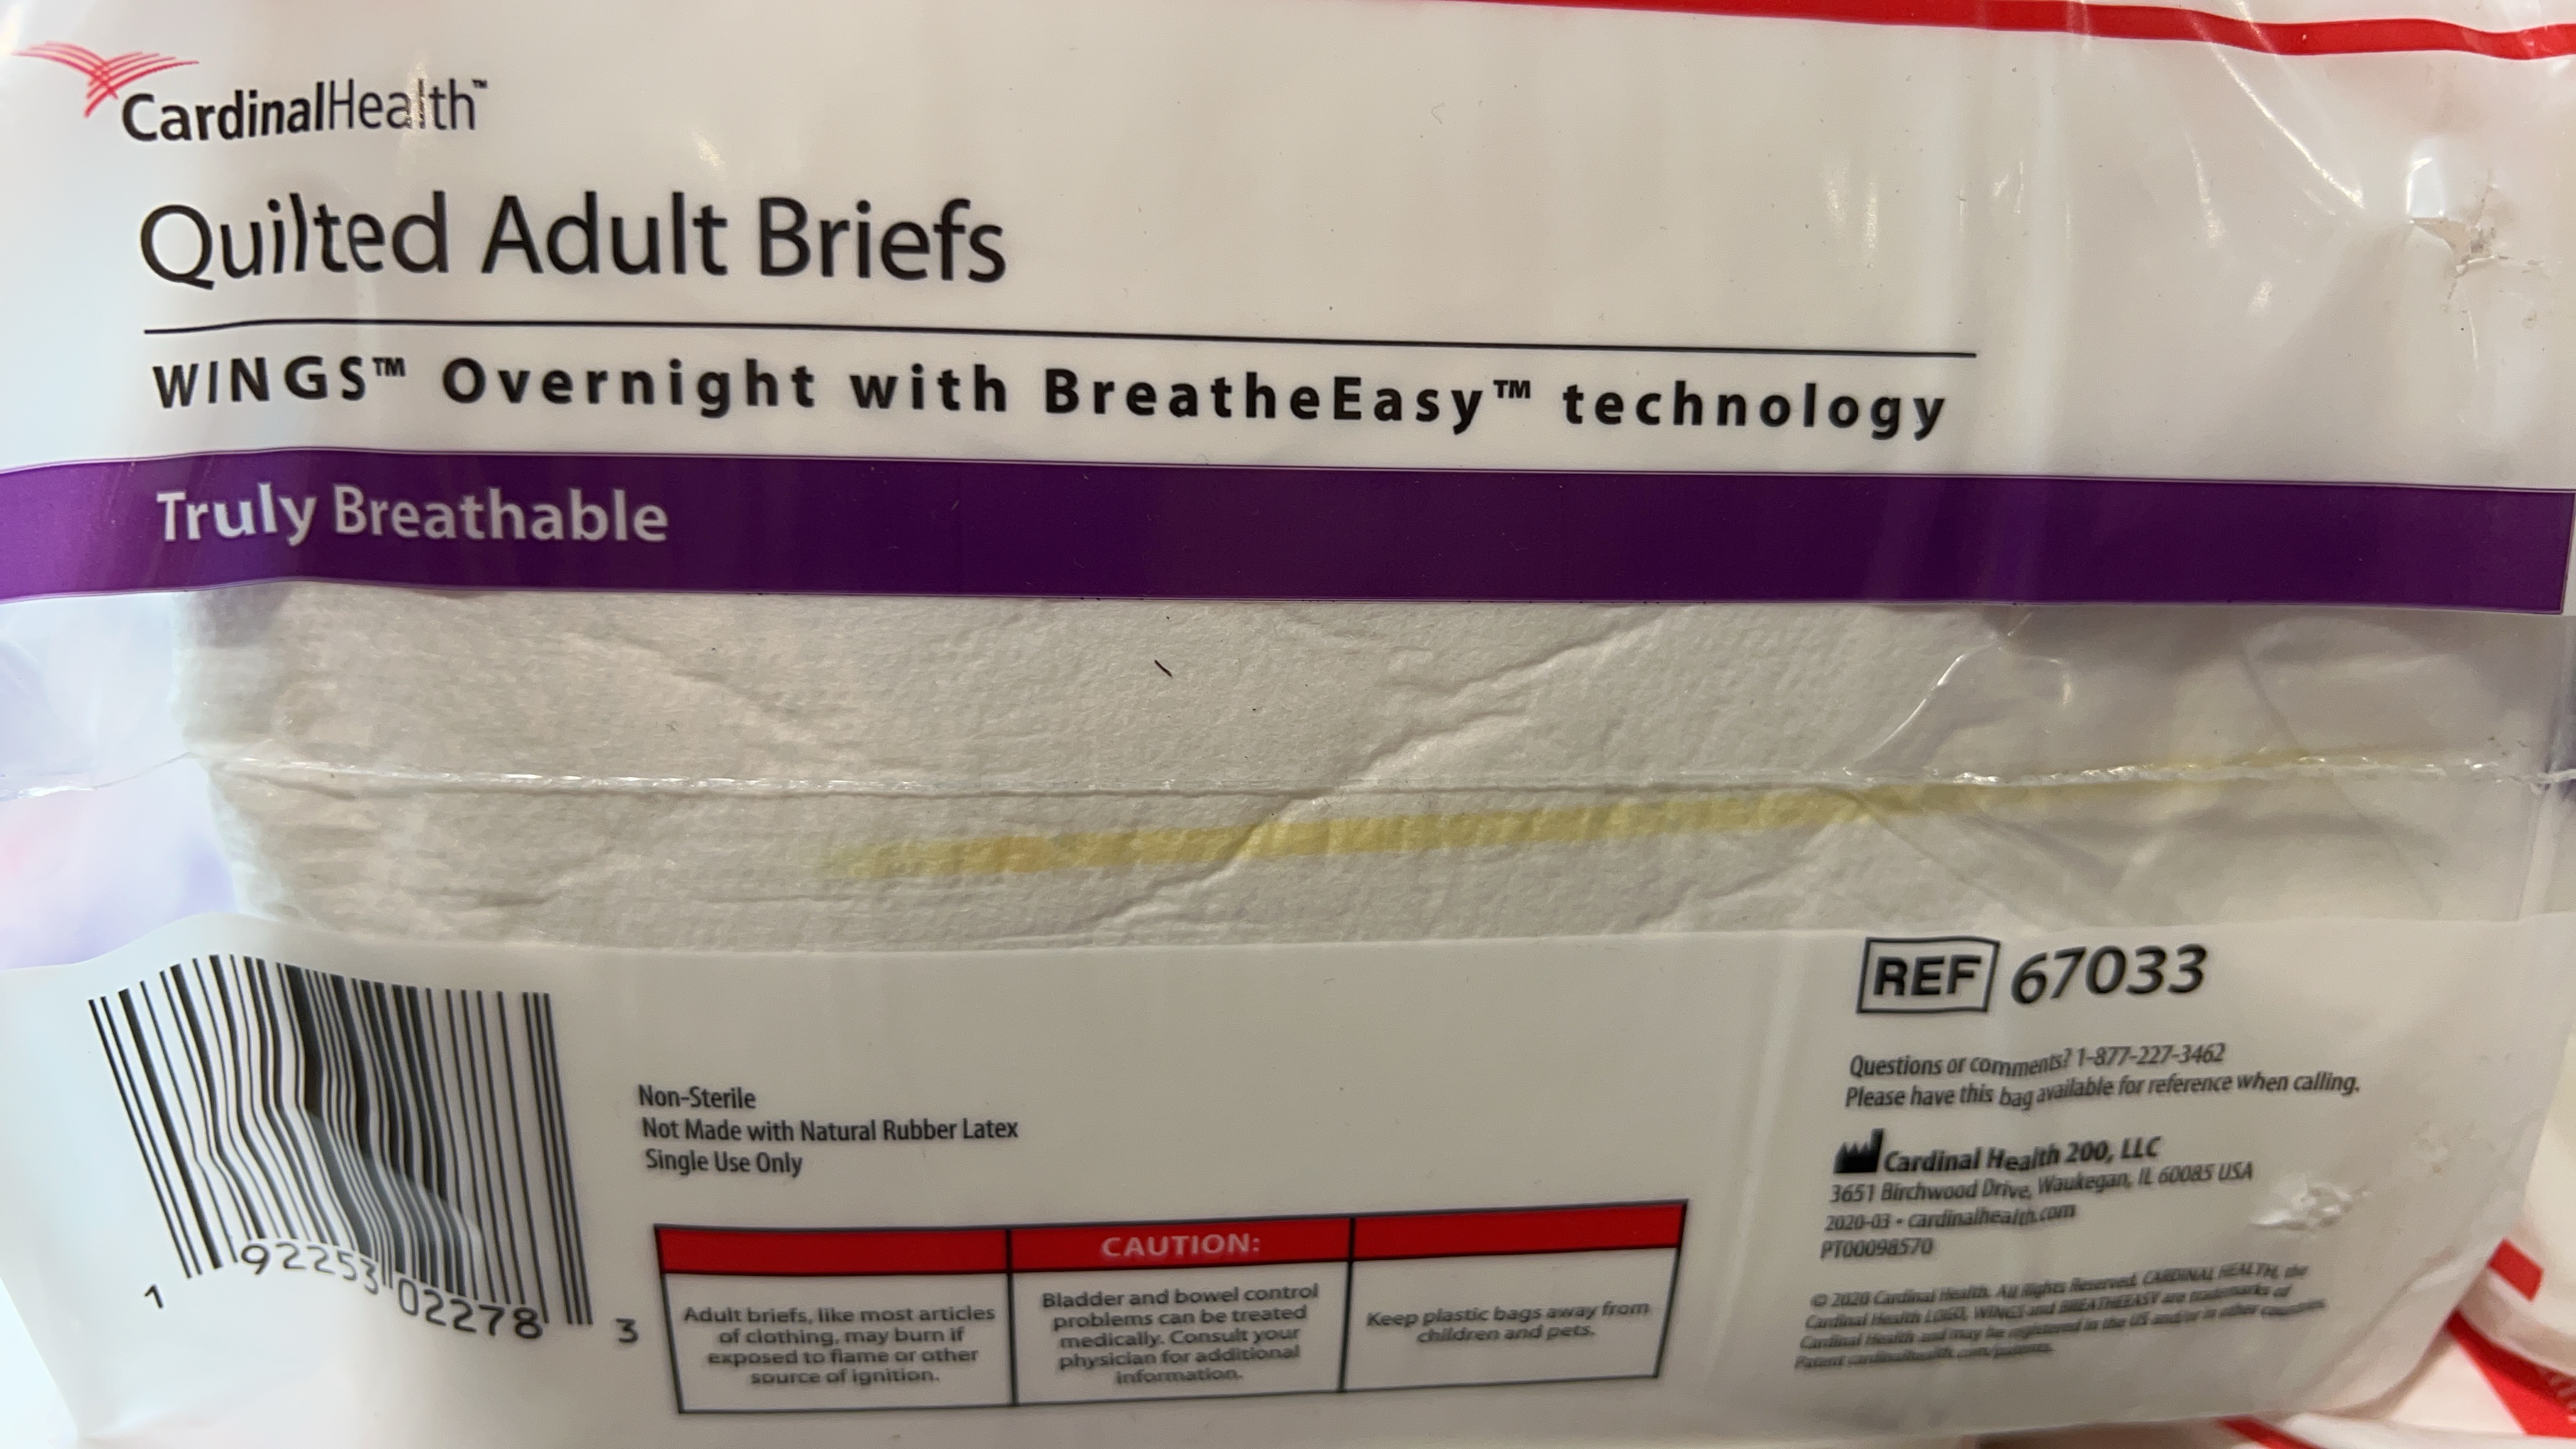 CardinalHealth™
Quilted Adult Briefs
WINGS™ Overnight with BreatheEasy™ technology
Truly Breathable
1 92253 02278 3
Non-Sterile
Not Made with Natural Rubber Latex
Single Use Only
CAUTION:
Adult briefs, like most articles
of clothing, may burn if
exposed to flame or other
source of ignition.
Bladder and bowel control
problems can be treated
medically. Consult your
physician for additional
information.
Keep plastic bags away from
children and pets.
REF 67033
Questions or comments? 1-877-227-3462
Please have this bag available for reference when calling.
Cardinal Health 200, LLC
3651 Birchwood Drive, Waukegan, IL 60085 USA
2020-03 • cardinalhealth.com
PT00098570
© 2020 Cardinal Health. All Rights Reserved. CARDINAL HEALTH, the
Cardinal Health LOGO, WINGS and BREATHEEASY are trademarks of
Cardinal Health and may be registered in the US and/or in other countries.
Patent cardinalhealth.com/patents.